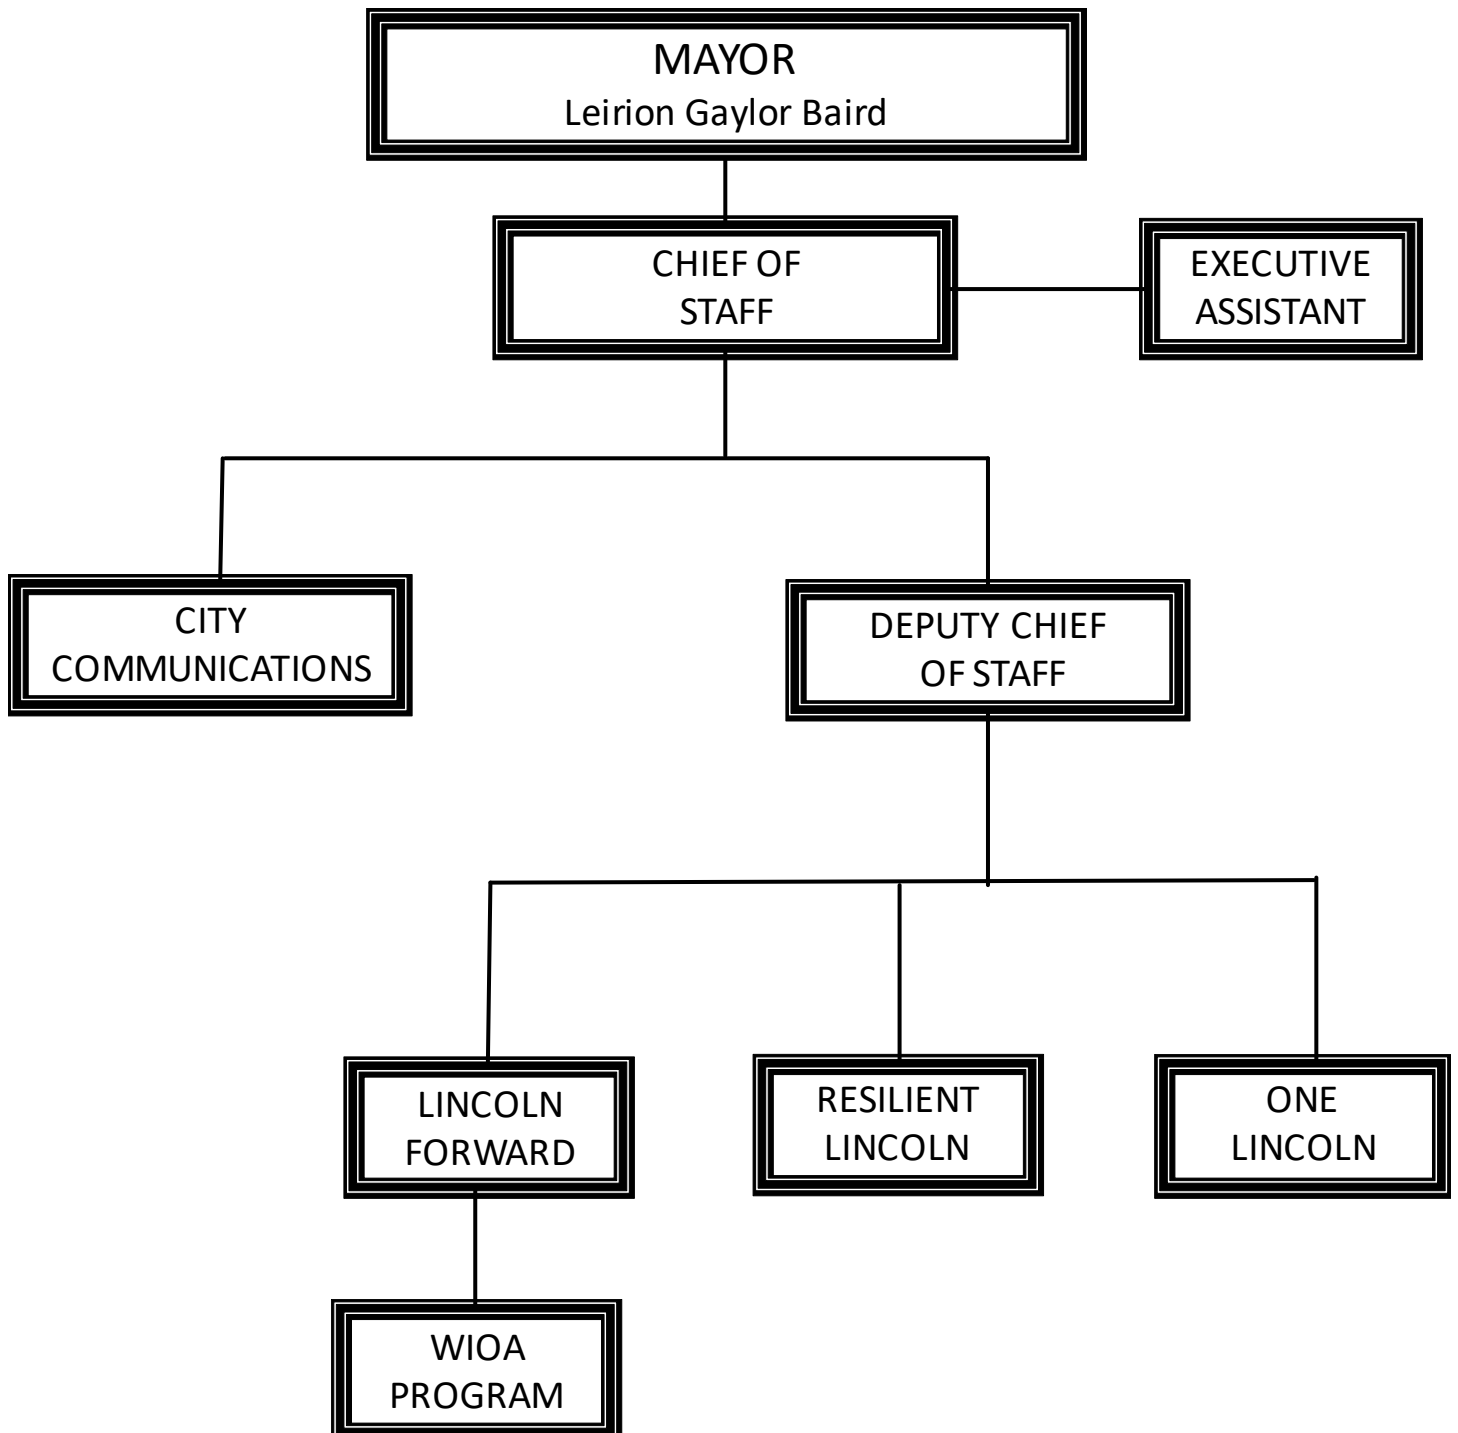 MAYOR
Leirion Gaylor Baird
CHIEF OF
STAFF
EXECUTIVE
ASSISTANT
CITY
COMMUNICATIONS
DEPUTY CHIEF
OF STAFF
LINCOLN
FORWARD
RESILIENT
LINCOLN
ONE
LINCOLN
WIOA
PROGRAM